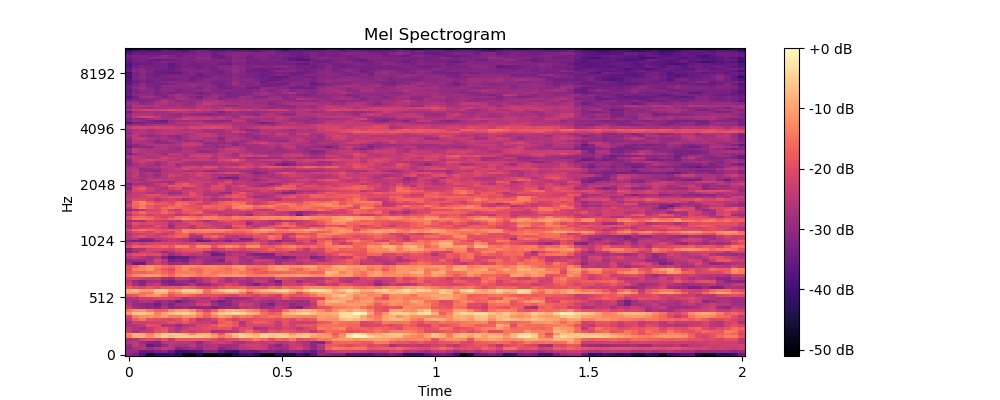 Mel Spectrogram
8192
4096
2048
1024
512
0
Hz
0
0.5
1
1.5
2
Time
+0 dB
-10 dB
-20 dB
-30 dB
-40 dB
-50 dB